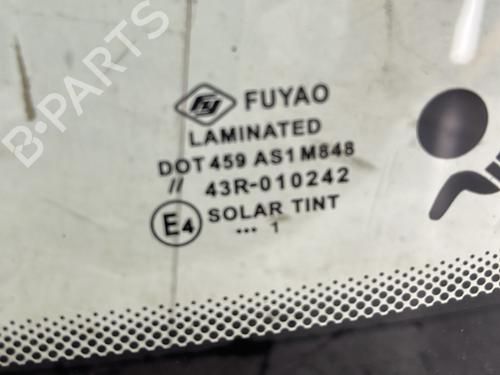 B-PARTS
FUYAO
LAMINATED
DOT 459 AS1 M848
// 43R-010242
E4 SOLAR TINT
... 1